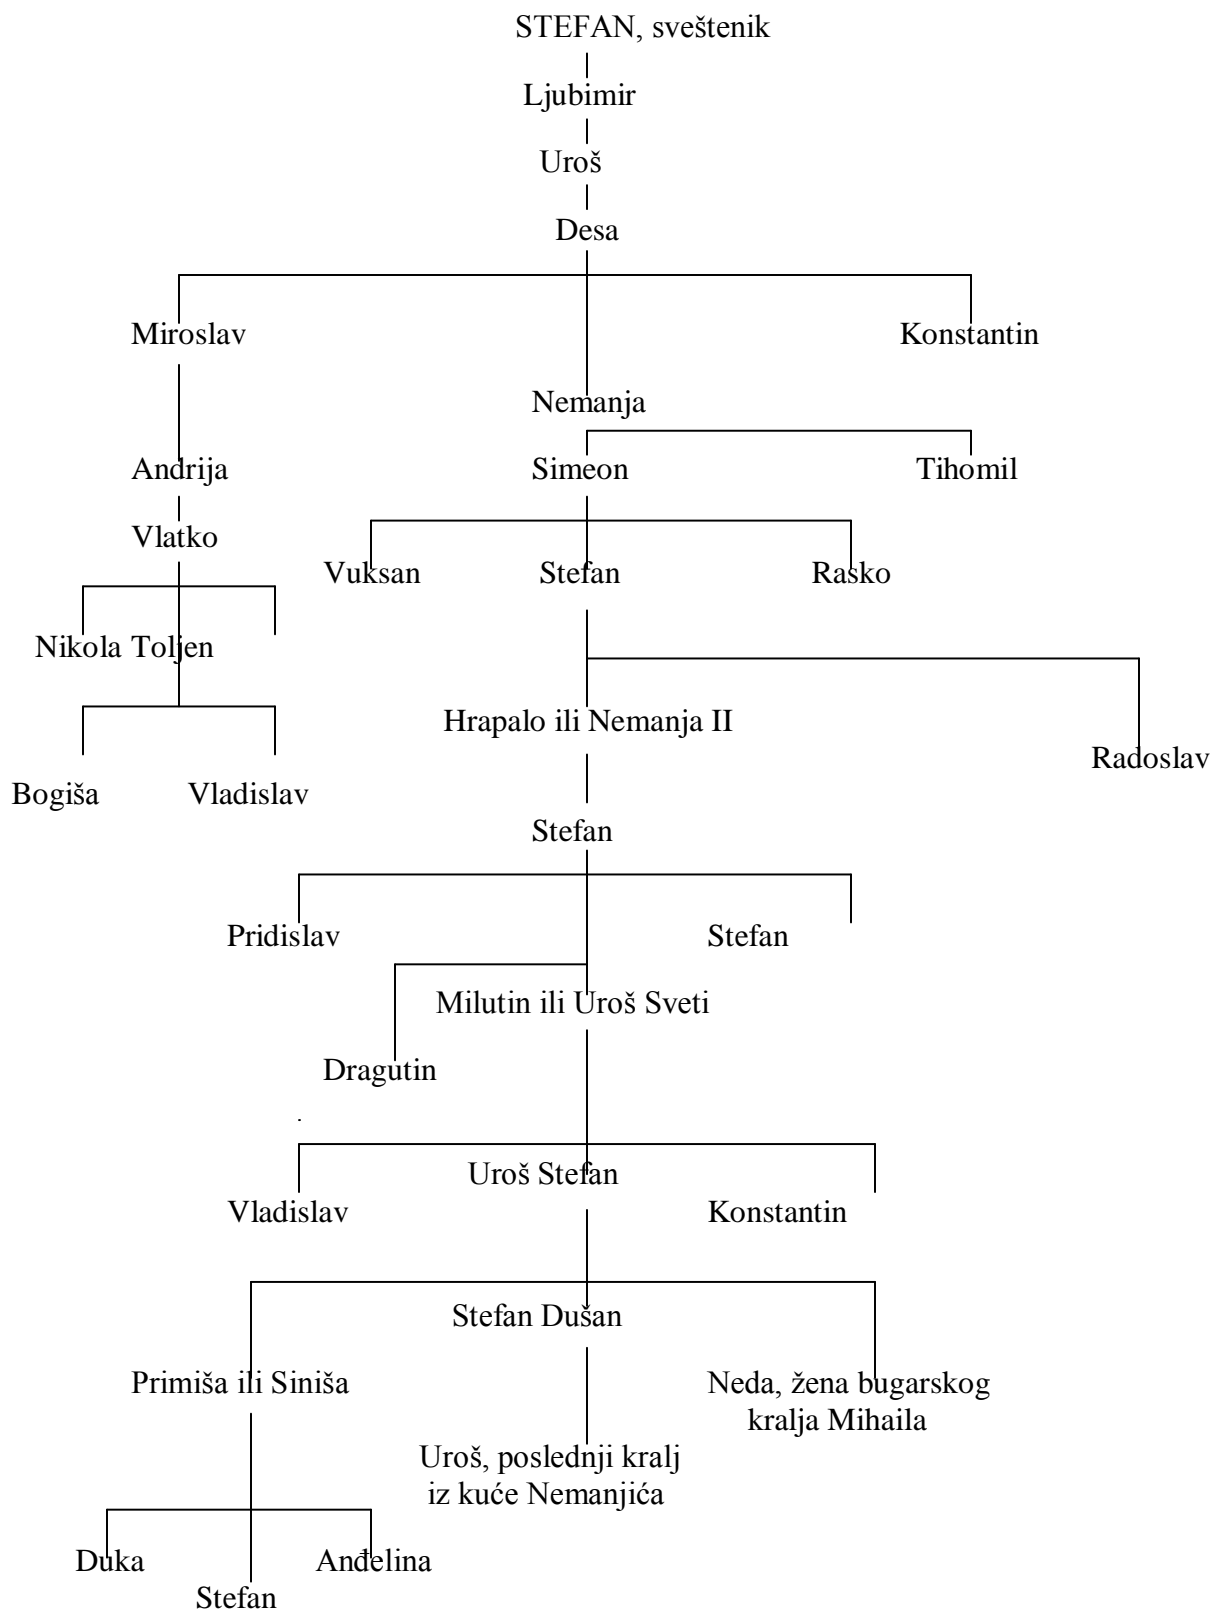 STEFAN, sveštenik
Ljubimir
Uroš
Desa
Miroslav
Konstantin
Nemanja
Andrija
Simeon
Tihomil
Vlatko
Vuksan
Stefan
Rasko
Nikola Toljen
Hrapalo ili Nemanja II
Radoslav
Bogiša
Vladislav
Stefan
Pridislav
Stefan
Milutin ili Uroš Sveti
Dragutin
Uroš Stefan
Vladislav
Konstantin
Stefan Dušan
Primiša ili Siniša
Neda, žena bugarskog
kralja Mihaila
Uroš, poslednji kralj
iz kuće Nemanjića
Duka
Anđelina
Stefan